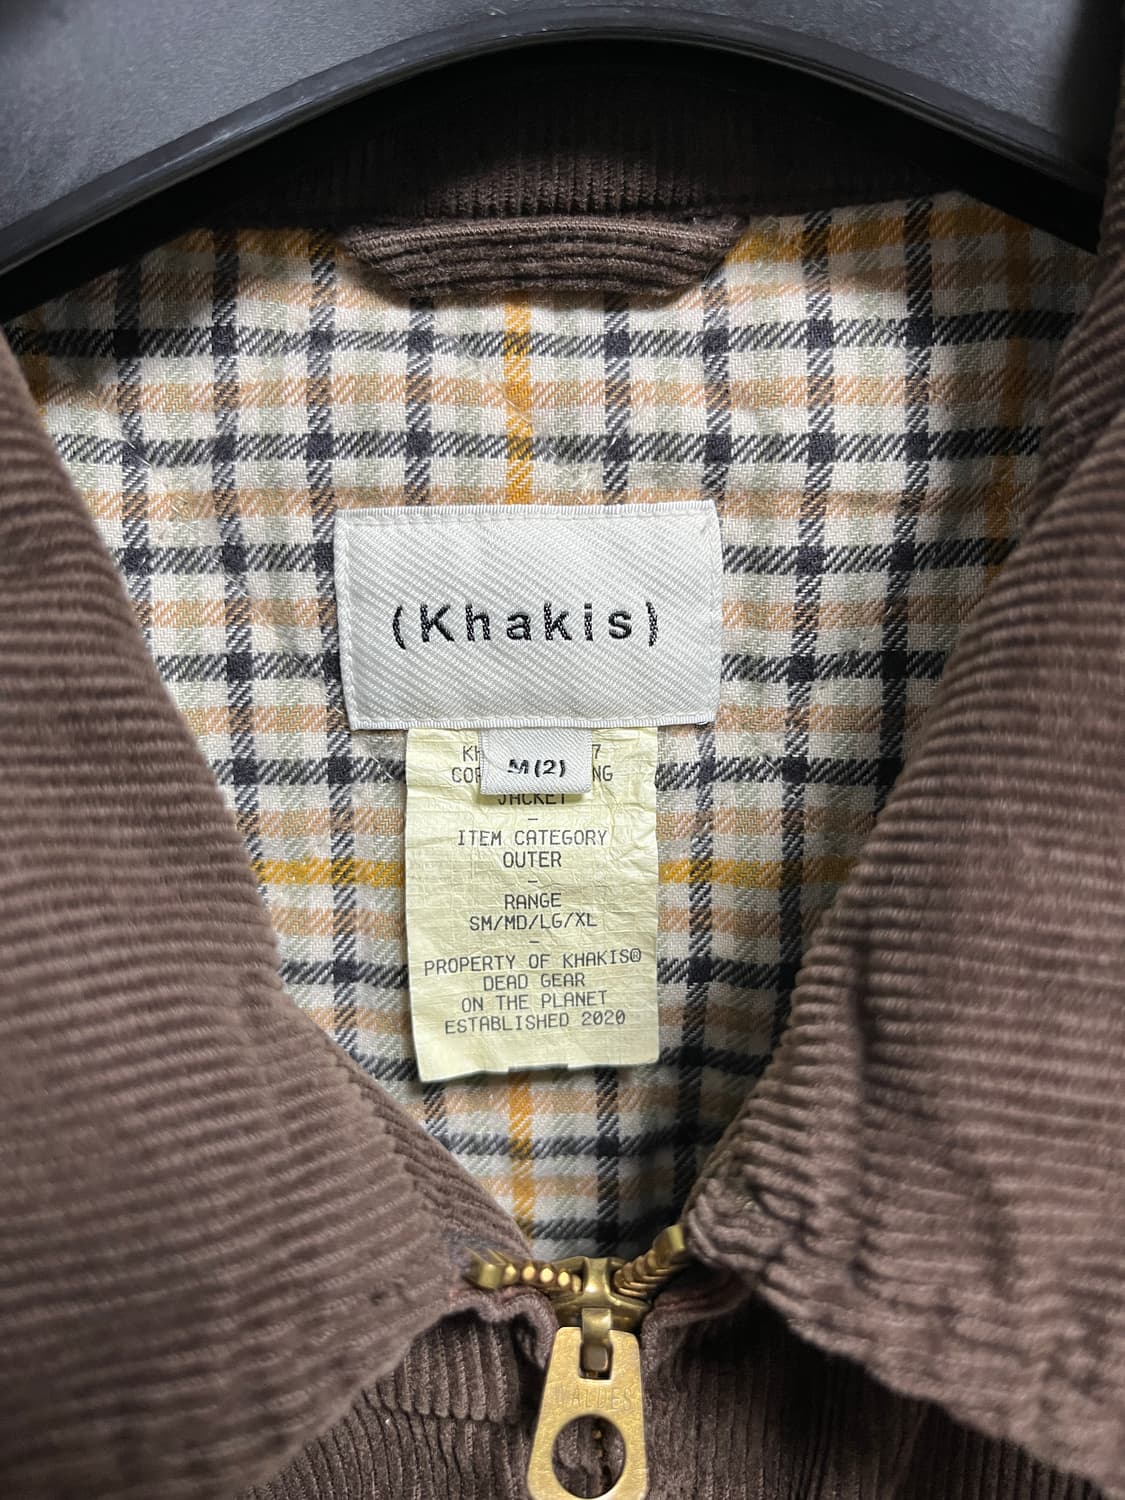 (Khakis)
M(2)
JACKET
–
ITEM CATEGORY
OUTER
–
RANGE
SM/MD/LG/XL
–
PROPERTY OF KHAKIS®
DEAD GEAR
ON THE PLANET
ESTABLISHED 2020
WALDES